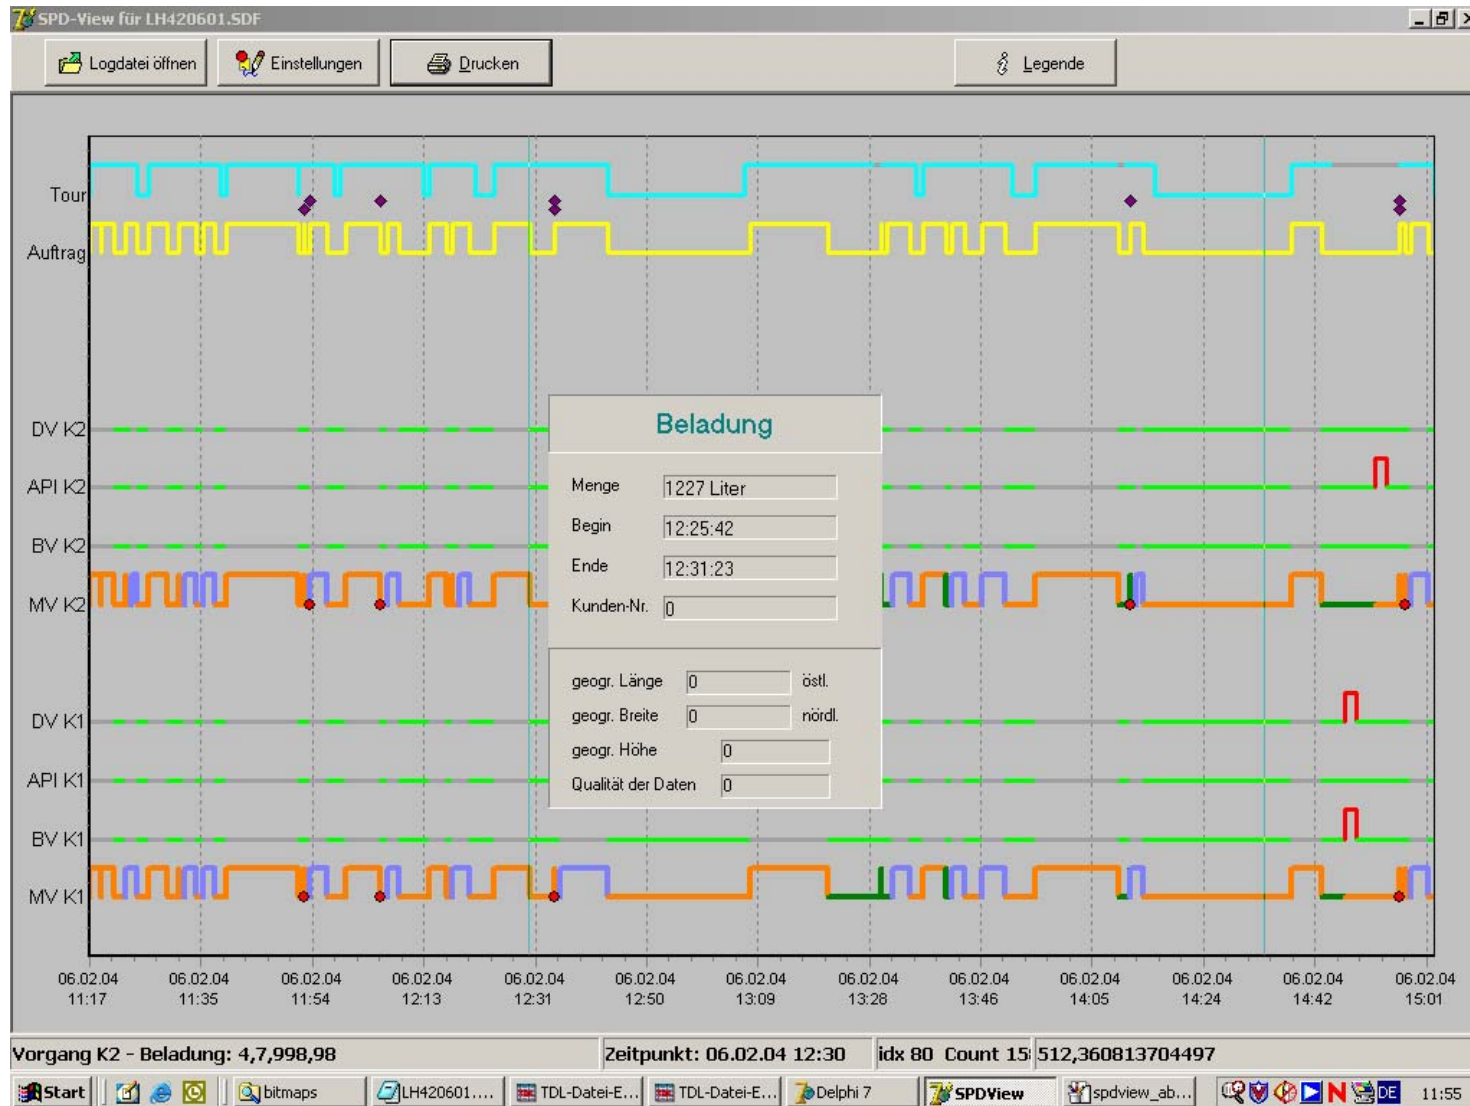 SPD-View für LH420601.SDF
Logdatei öffnen Einstellungen Drucken Legende
Tour
Auftrag
DV K2
API K2
BV K2
MV K2
DV K1
API K1
BV K1
MV K1
Beladung
Menge 1227 Liter
Begin 12:25:42
Ende 12:31:23
Kunden-Nr. 0
geogr. Länge 0 östl.
geogr. Breite 0 nördl.
geogr. Höhe 0
Qualität der Daten 0
06.02.04 06.02.04 06.02.04 06.02.04 06.02.04 06.02.04 06.02.04 06.02.04 06.02.04 06.02.04 06.02.04 06.02.04 06.02.04
11:17 11:35 11:54 12:13 12:31 12:50 13:09 13:28 13:46 14:05 14:24 14:42 15:01
Vorgang K2 - Beladung: 4,7,998,98 Zeitpunkt: 06.02.04 12:30 idx 80 Count 15 512,360813704497
Start bitmaps LH420601.... TDL-Datei-E... TDL-Datei-E... Delphi 7 SPDView spdview_ab... N DE 11:55